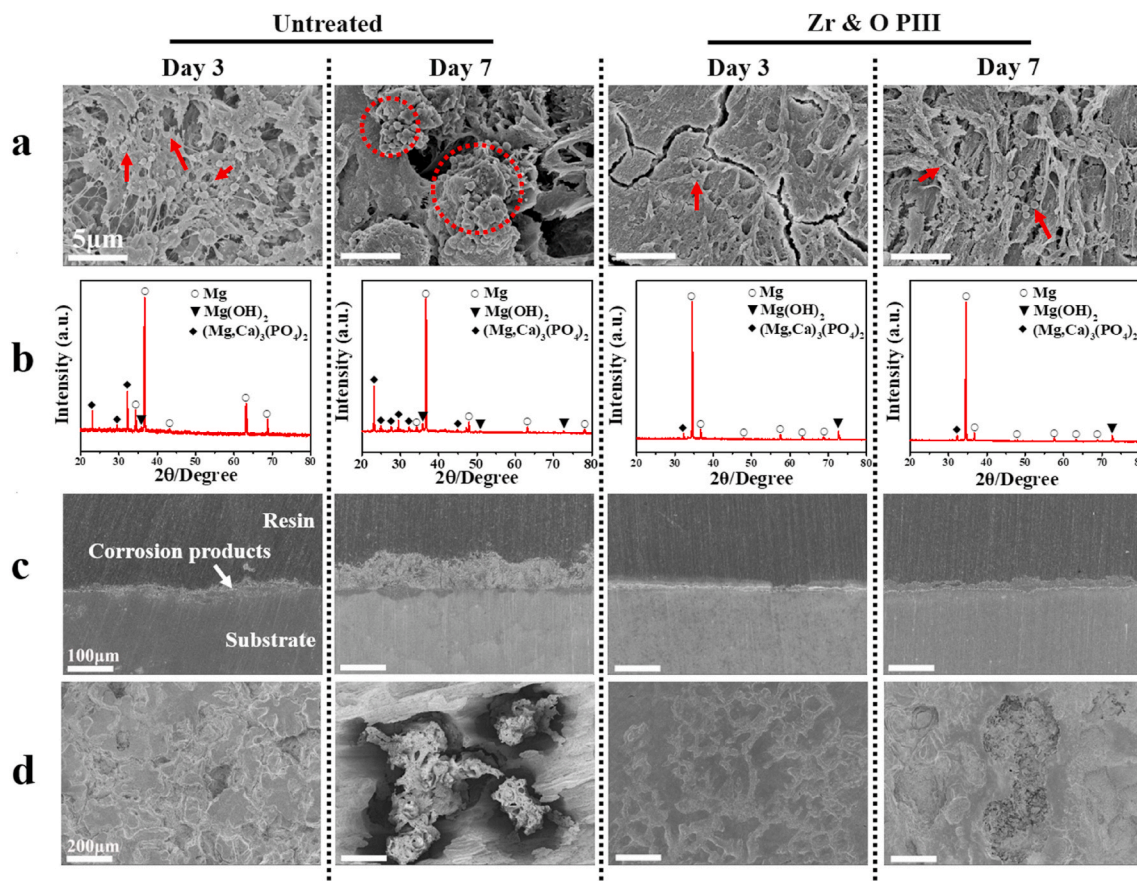 Untreated
Zr & O PIII
Day 3
Day 7
Day 3
Day 7
a
5μm
b
Intensity (a.u.)
○ Mg
▼ Mg(OH)₂
◆ (Mg,Ca)₃(PO₄)₂
20 30 40 50 60 70 80
2θ/Degree
Intensity (a.u.)
○ Mg
▼ Mg(OH)₂
◆ (Mg,Ca)₃(PO₄)₂
20 30 40 50 60 70 80
2θ/Degree
Intensity (a.u.)
○ Mg
▼ Mg(OH)₂
◆ (Mg,Ca)₃(PO₄)₂
20 30 40 50 60 70 80
2θ/Degree
Intensity (a.u.)
○ Mg
▼ Mg(OH)₂
◆ (Mg,Ca)₃(PO₄)₂
20 30 40 50 60 70 80
2θ/Degree
c
Resin
Corrosion products
Substrate
100μm
d
200μm